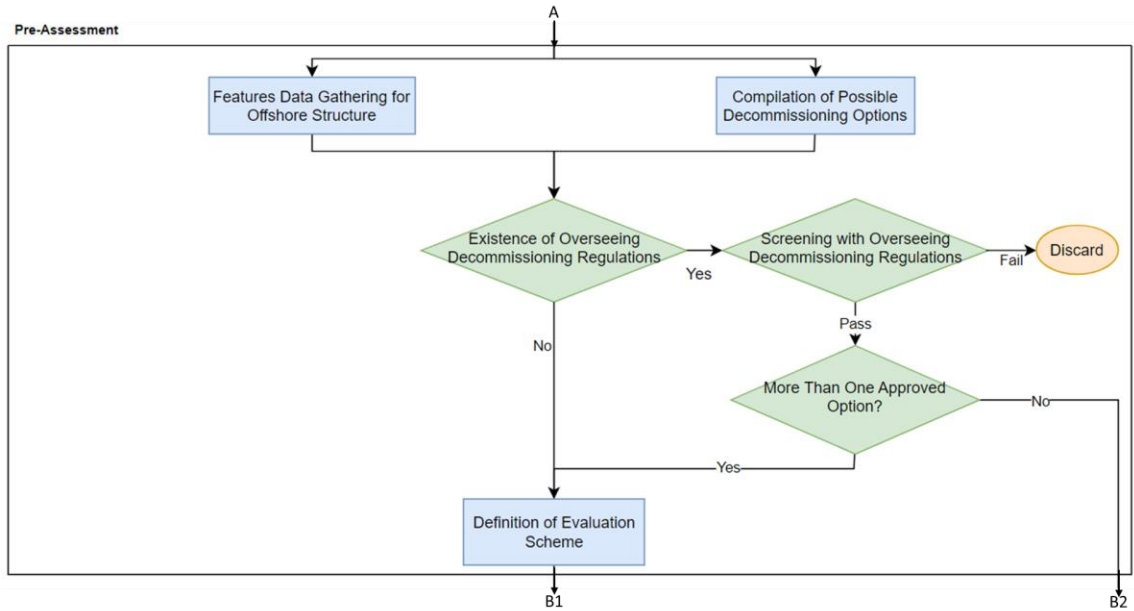 A
Pre-Assessment
Features Data Gathering for
Offshore Structure
Compilation of Possible
Decommissioning Options
Existence of Overseeing
Decommissioning Regulations
Yes
Screening with Overseeing
Decommissioning Regulations
Fail
Discard
No
Pass
More Than One Approved
Option?
No
Yes
Definition of Evaluation
Scheme
B1
B2